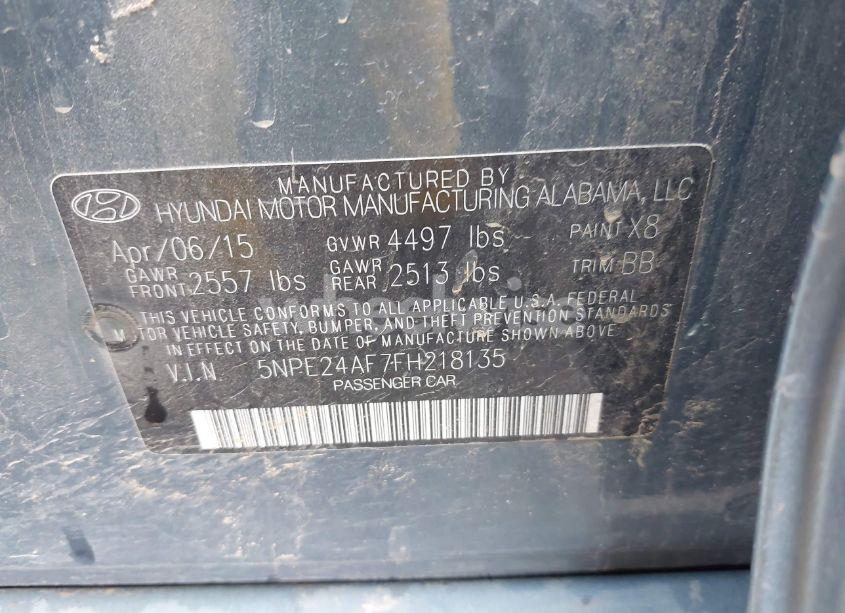 MANUFACTURED BY
HYUNDAI MOTOR MANUFACTURING ALABAMA, LLC
Apr/06/15 GVWR 4497 lbs PAINT X8
GAWR FRONT 2557 lbs GAWR REAR 2513 lbs TRIM BB
THIS VEHICLE CONFORMS TO ALL APPLICABLE U.S.A. FEDERAL
MOTOR VEHICLE SAFETY, BUMPER, AND THEFT PREVENTION STANDARDS
IN EFFECT ON THE DATE OF MANUFACTURE SHOWN ABOVE.
V.I.N. 5NPE24AF7FH218135
PASSENGER CAR